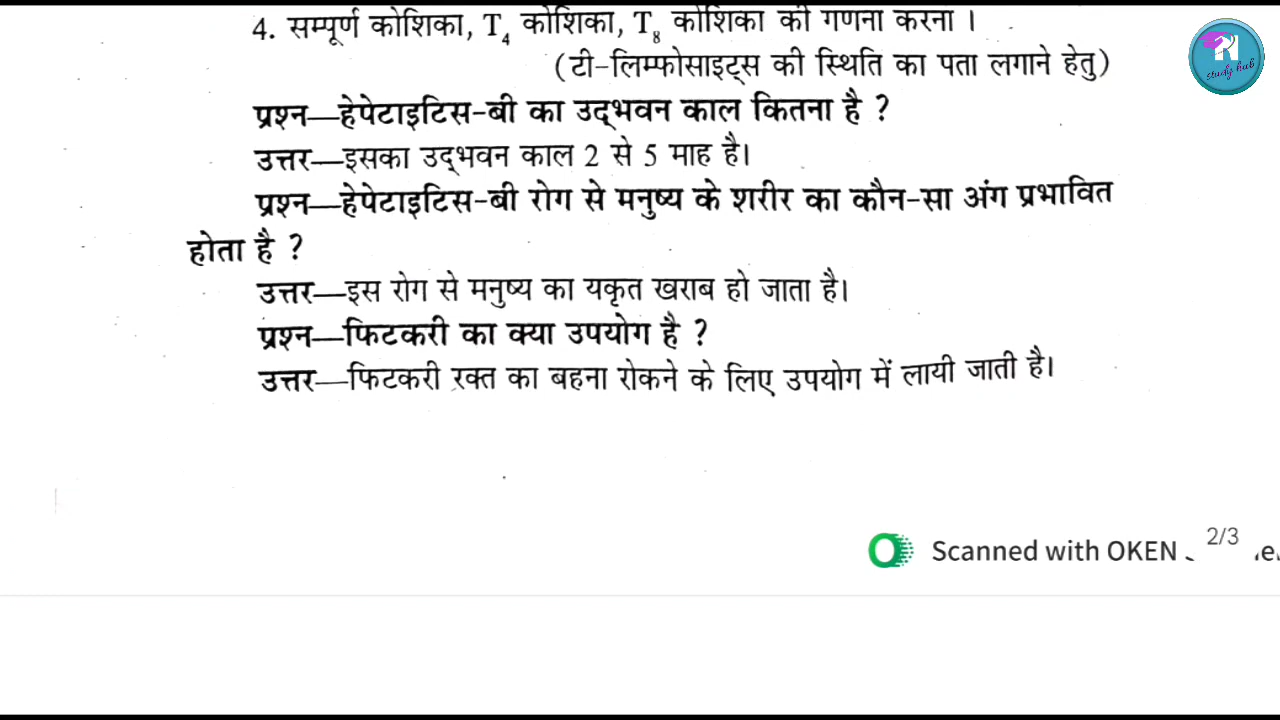 4. सम्पूर्ण कोशिका, T₄ कोशिका, T₈ कोशिका की गणना करना ।
(टी-लिम्फोसाइट्स की स्थिति का पता लगाने हेतु)
प्रश्न—हेपेटाइटिस-बी का उद्भवन काल कितना है ?
उत्तर—इसका उद्भवन काल 2 से 5 माह है।
प्रश्न—हेपेटाइटिस-बी रोग से मनुष्य के शरीर का कौन-सा अंग प्रभावित
होता है ?
उत्तर—इस रोग से मनुष्य का यकृत खराब हो जाता है।
प्रश्न—फिटकरी का क्या उपयोग है ?
उत्तर—फिटकरी रक्त का बहना रोकने के लिए उपयोग में लायी जाती है।
Scanned with OKEN
2/3
N
study hub